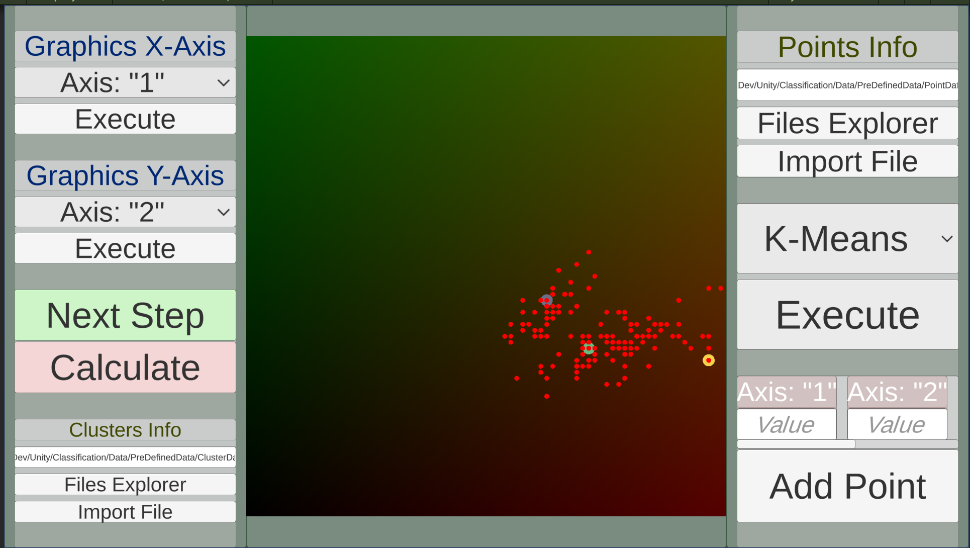 Graphics X-Axis
Axis: "1"
Execute
Graphics Y-Axis
Axis: "2"
Execute
Next Step
Calculate
Clusters Info
Dev/Unity/Classification/Data/PreDefinedData/ClusterDa
Files Explorer
Import File
Points Info
Dev/Unity/Classification/Data/PreDefinedData/PointDat
Files Explorer
Import File
K-Means
Execute
Axis: "1" Axis: "2"
Value Value
Add Point